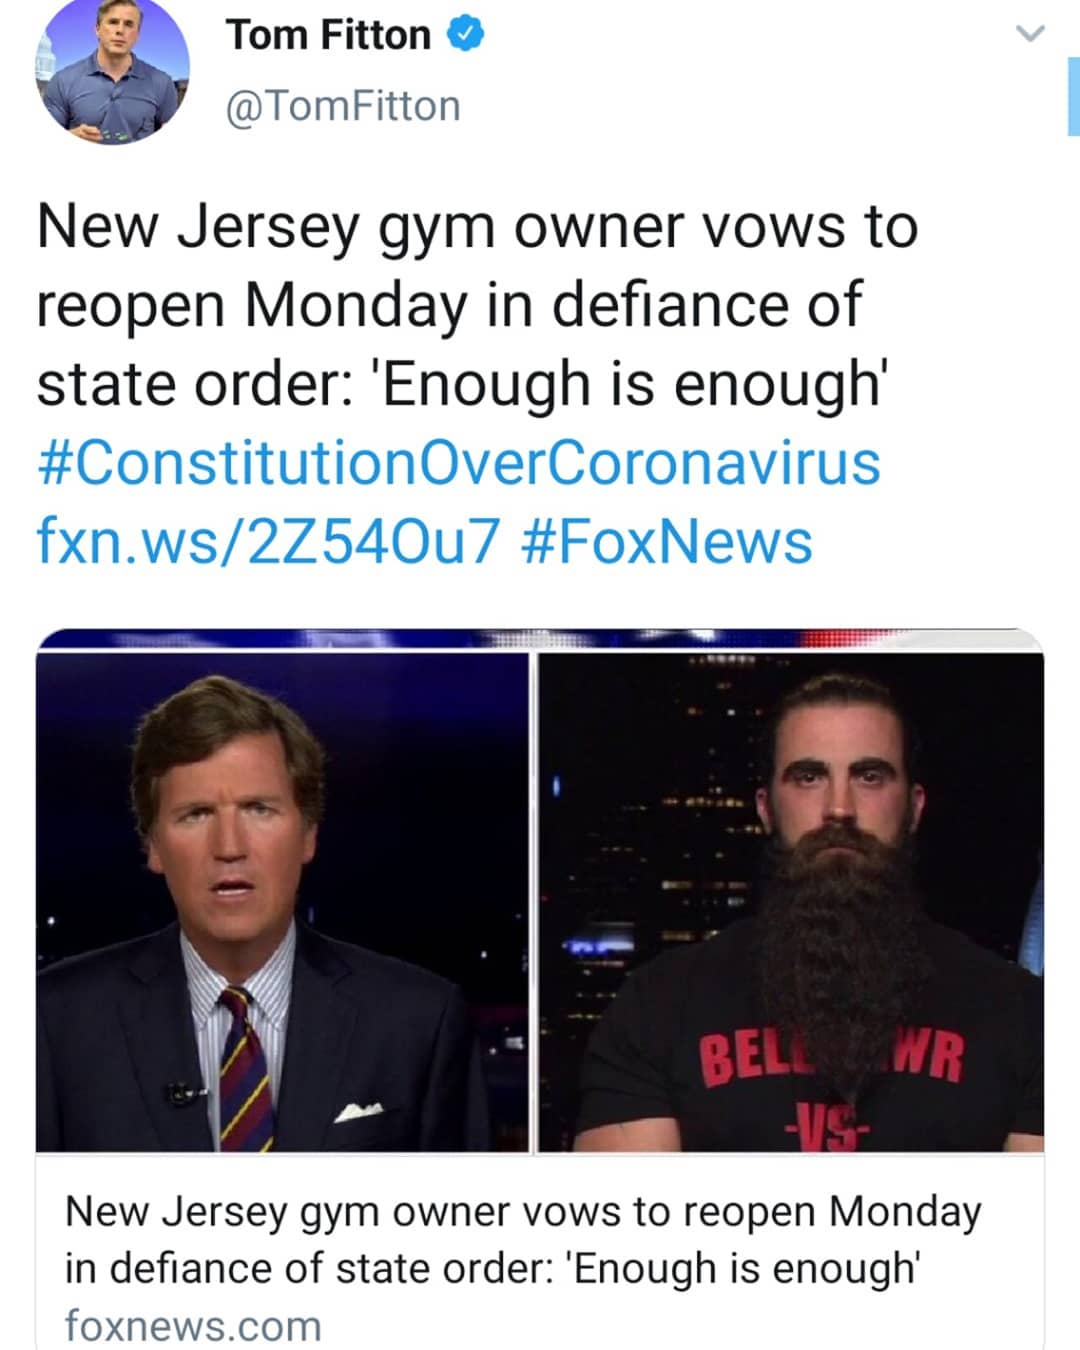 Tom Fitton
@TomFitton
New Jersey gym owner vows to
reopen Monday in defiance of
state order: 'Enough is enough'
#ConstitutionOverCoronavirus
fxn.ws/2Z54Ou7 #FoxNews
WR
-VS-
New Jersey gym owner vows to reopen Monday
in defiance of state order: 'Enough is enough'
foxnews.com